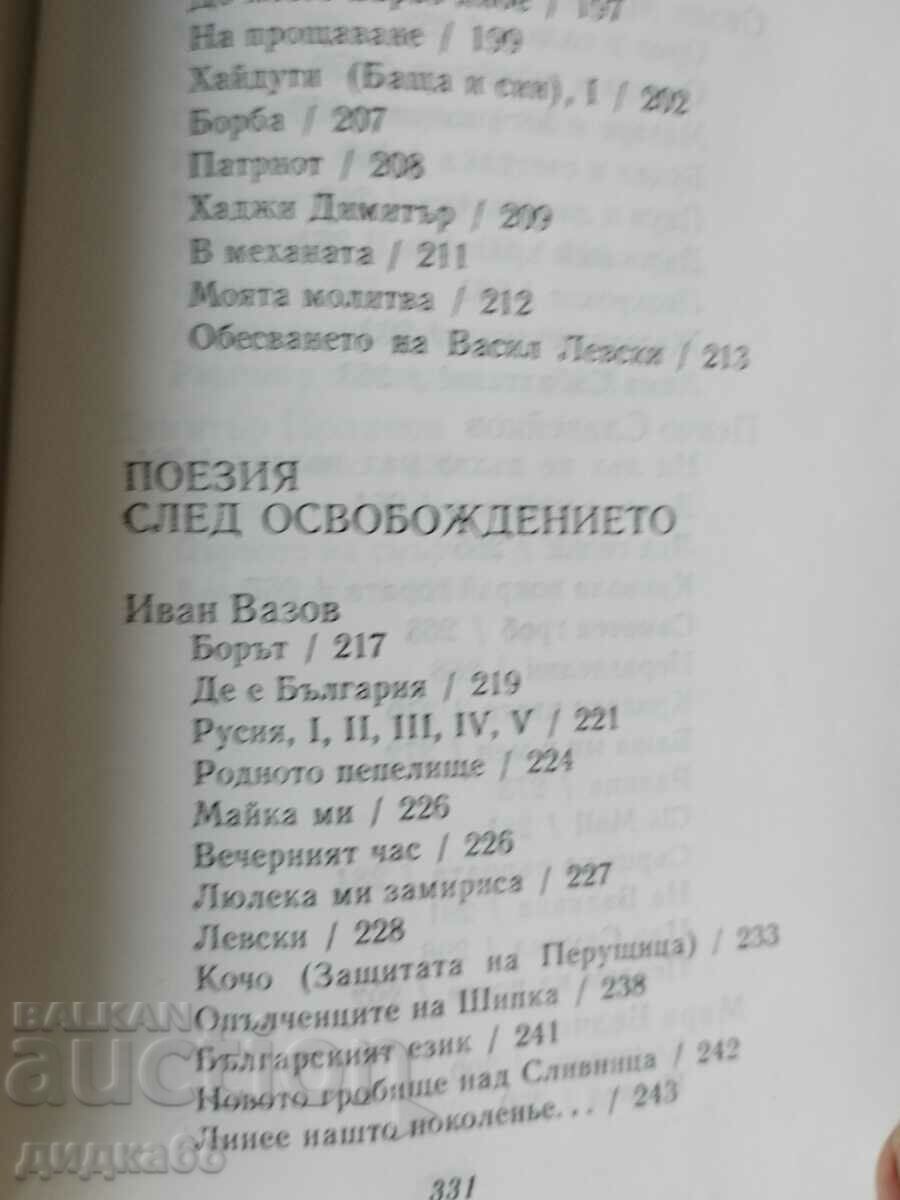 / 197
На прощаване / 199
Хайдути (Баща и син), I / 202
Борба / 207
Патриот / 208
Хаджи Димитър / 209
В механата / 211
Моята молитва / 212
Обесването на Васил Левски / 213
ПОЕЗИЯ
СЛЕД ОСВОБОЖДЕНИЕТО
Иван Вазов
Борът / 217
Де е България / 219
Русия, I, II, III, IV, V / 221
Родното пепелище / 224
Майка ми / 226
Вечерният час / 226
Люлека ми замириса / 227
Левски / 228
Кочо (Защитата на Перущица) / 233
Опълченците на Шипка / 238
Българският език / 241
Новото гробище над Сливница / 242
Линее нашто поколенье... / 243
331
BALKAN
auction
дидка68